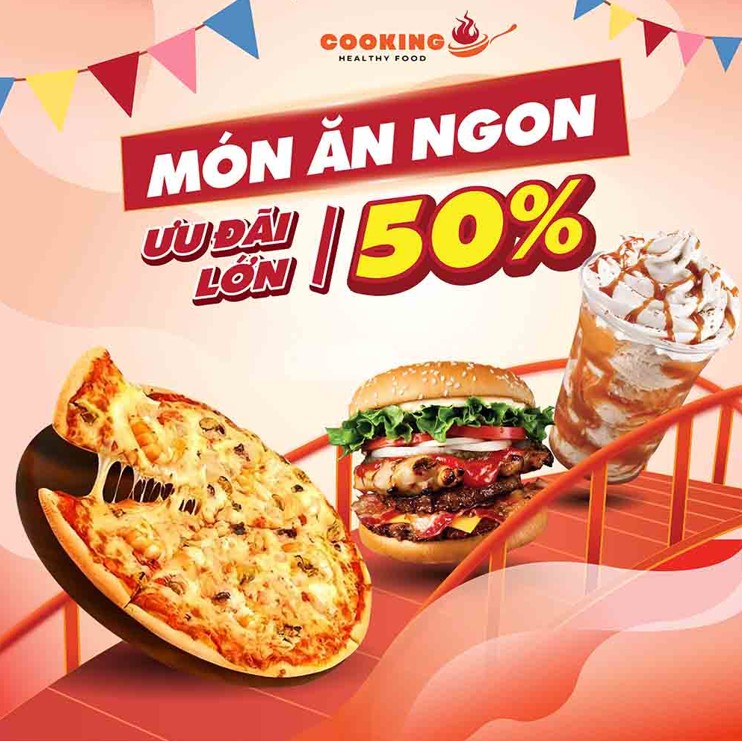 COOKING
HEALTHY FOOD
MÓN ĂN NGON
ƯU ĐÃI
LỚN
50%